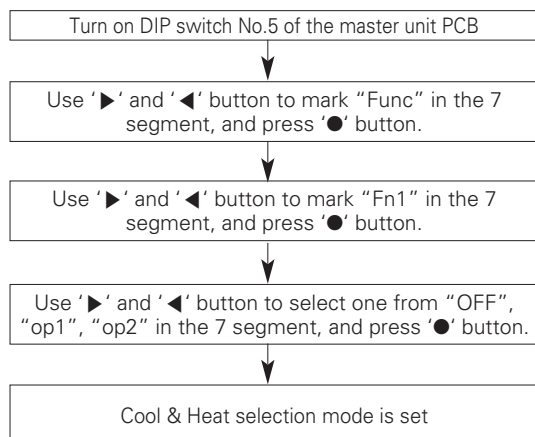 Turn on DIP switch No.5 of the master unit PCB
Use ‘▶‘ and ‘◀‘ button to mark “Func” in the 7
segment, and press ‘●‘ button.
Use ‘▶‘ and ‘◀‘ button to mark “Fn1” in the 7
segment, and press ‘●‘ button.
Use ‘▶‘ and ‘◀‘ button to select one from “OFF”,
“op1”, “op2” in the 7 segment, and press ‘●‘ button.
Cool & Heat selection mode is set